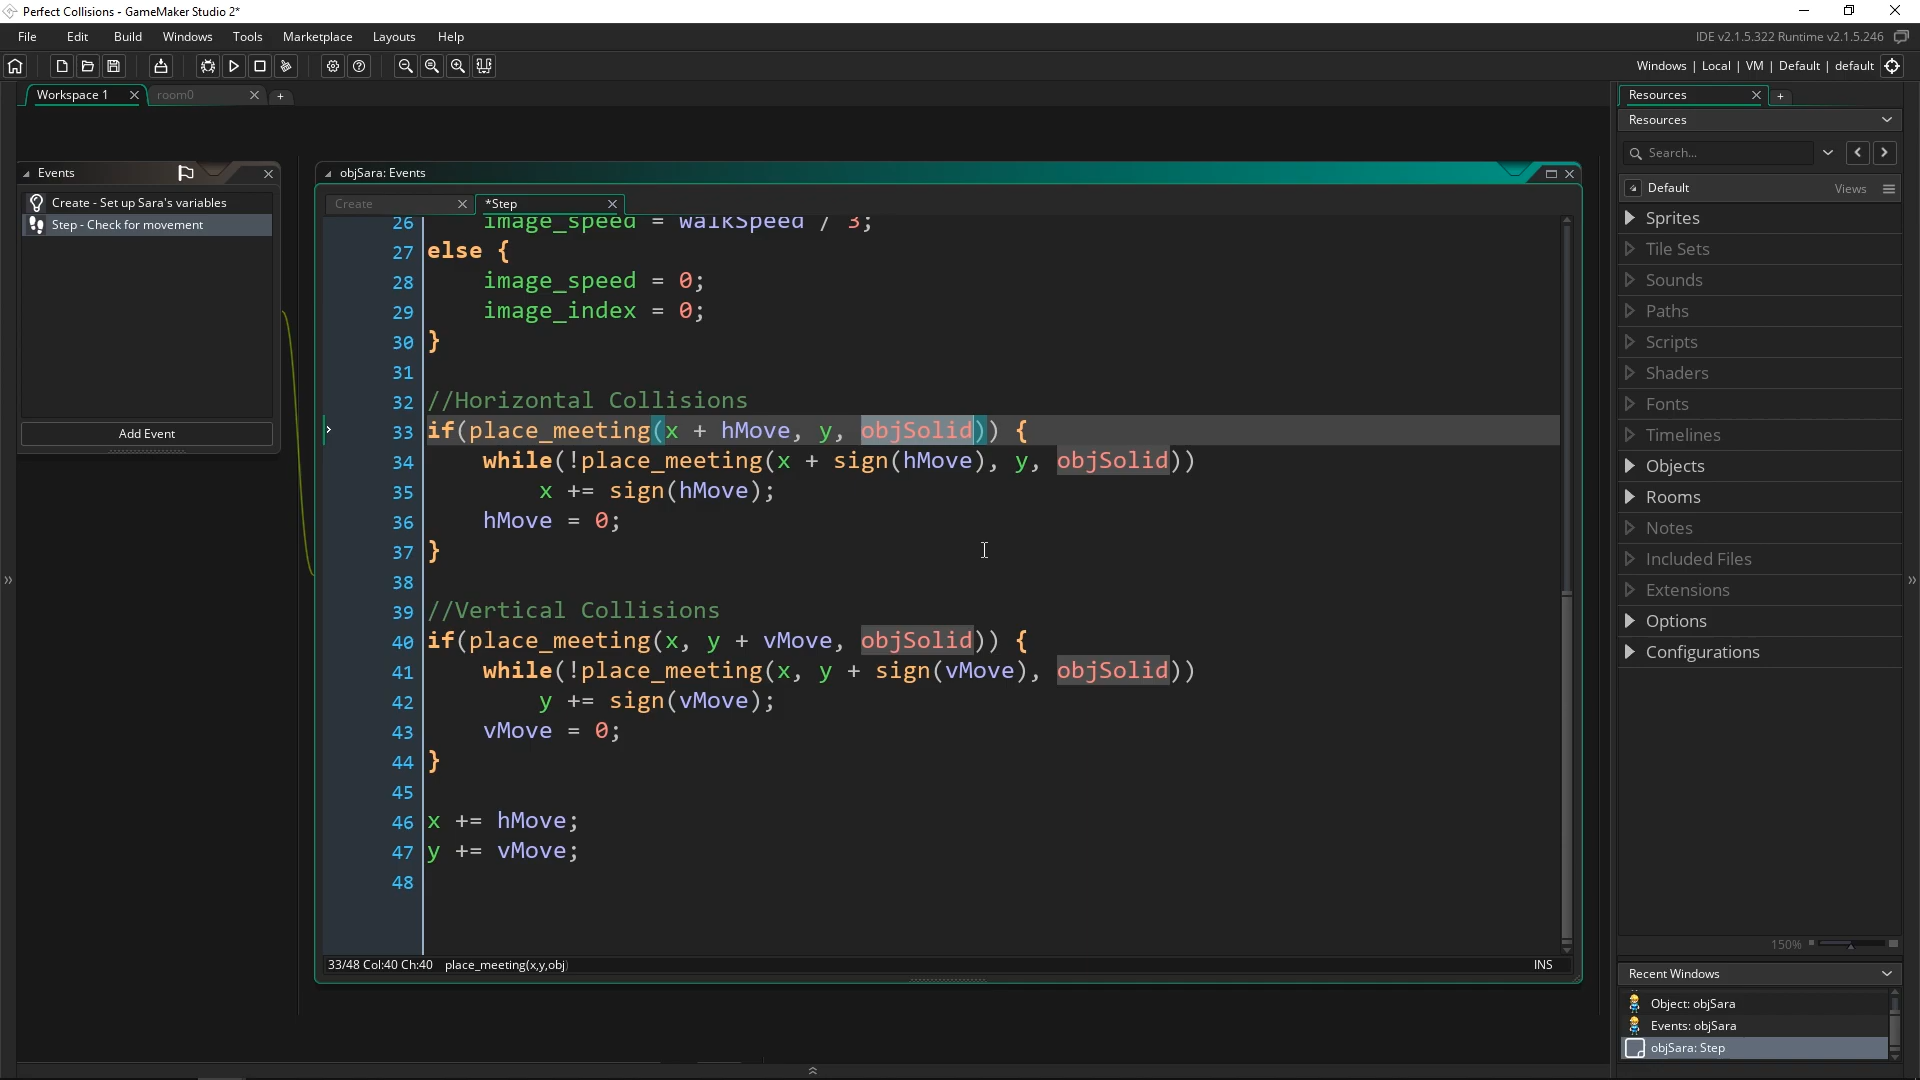 Perfect Collisions - GameMaker Studio 2*
File Edit Build Windows Tools Marketplace Layouts Help
IDE v2.1.5.322 Runtime v2.1.5.246
Windows | Local | VM | Default | default
Workspace 1
room0
Resources
Resources
Search...
Default
Views
Sprites
Tile Sets
Sounds
Paths
Scripts
Shaders
Fonts
Timelines
Objects
Rooms
Notes
Included Files
Extensions
Options
Configurations
150%
Recent Windows
Object: objSara
Events: objSara
objSara: Step
Events
Create - Set up Sara's variables
Step - Check for movement
Add Event
objSara: Events
Create
*Step
26 image_speed = walkSpeed / 3;
27 else {
28 image_speed = 0;
29 image_index = 0;
30 }
31
32 //Horizontal Collisions
33 if(place_meeting(x + hMove, y, objSolid)) {
34 while(!place_meeting(x + sign(hMove), y, objSolid))
35 x += sign(hMove);
36 hMove = 0;
37 }
38
39 //Vertical Collisions
40 if(place_meeting(x, y + vMove, objSolid)) {
41 while(!place_meeting(x, y + sign(vMove), objSolid))
42 y += sign(vMove);
43 vMove = 0;
44 }
45
46 x += hMove;
47 y += vMove;
48
33/48 Col:40 Ch:40 place_meeting(x,y,obj)
INS